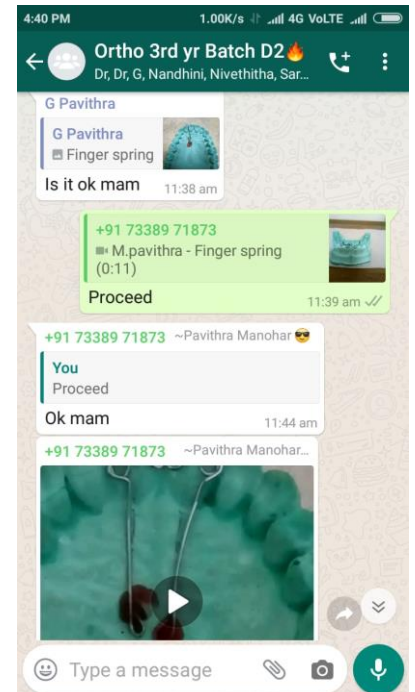 4:40 PM 1.00K/s 4G VoLTE
Ortho 3rd yr Batch D2🔥
Dr, Dr, G, Nandhini, Nivethitha, Sar...
G Pavithra
G Pavithra
Finger spring
Is it ok mam 11:38 am
+91 73389 71873
M.pavithra - Finger spring
(0:11)
Proceed 11:39 am
+91 73389 71873 ~Pavithra Manohar😎
You
Proceed
Ok mam 11:44 am
+91 73389 71873 ~Pavithra Manohar...
Type a message